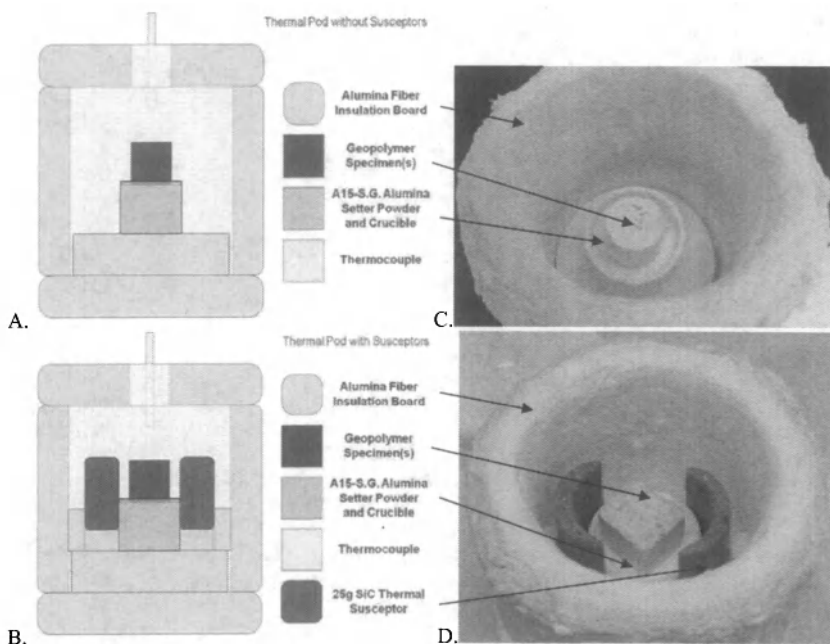 Thermal Pod without Susceptors
Alumina Fiber
Insulation Board
Geopolymer
Specimen(s)
A15-S.G. Alumina
Setter Powder
and Crucible
Thermocouple
A.
C.
Thermal Pod with Susceptors
Alumina Fiber
Insulation Board
Geopolymer
Specimen(s)
A15-S.G. Alumina
Setter Powder
and Crucible
Thermocouple
25g SiC Thermal
Susceptor
B.
D.